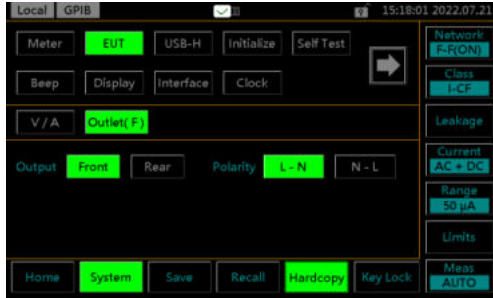 Local GPIB 15:18:01 2022.07.21
Meter EUT USB-H Initialize Self Test
Beep Display Interface Clock
V / A Outlet( F )
Output Front Rear Polarity L - N N - L
Network
F-F(ON)
Class
I-CF
Leakage
Current
AC + DC
Range
50 μA
Limits
Meas
AUTO
Home System Save Recall Hardcopy Key Lock